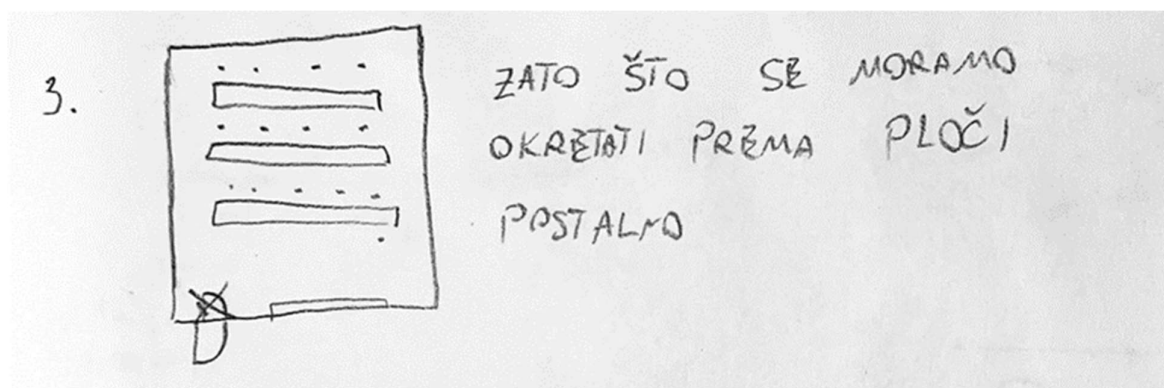 3.
ZATO ŠTO SE MORAMO
OKRETATI PREMA PLOČI
POSTALNO